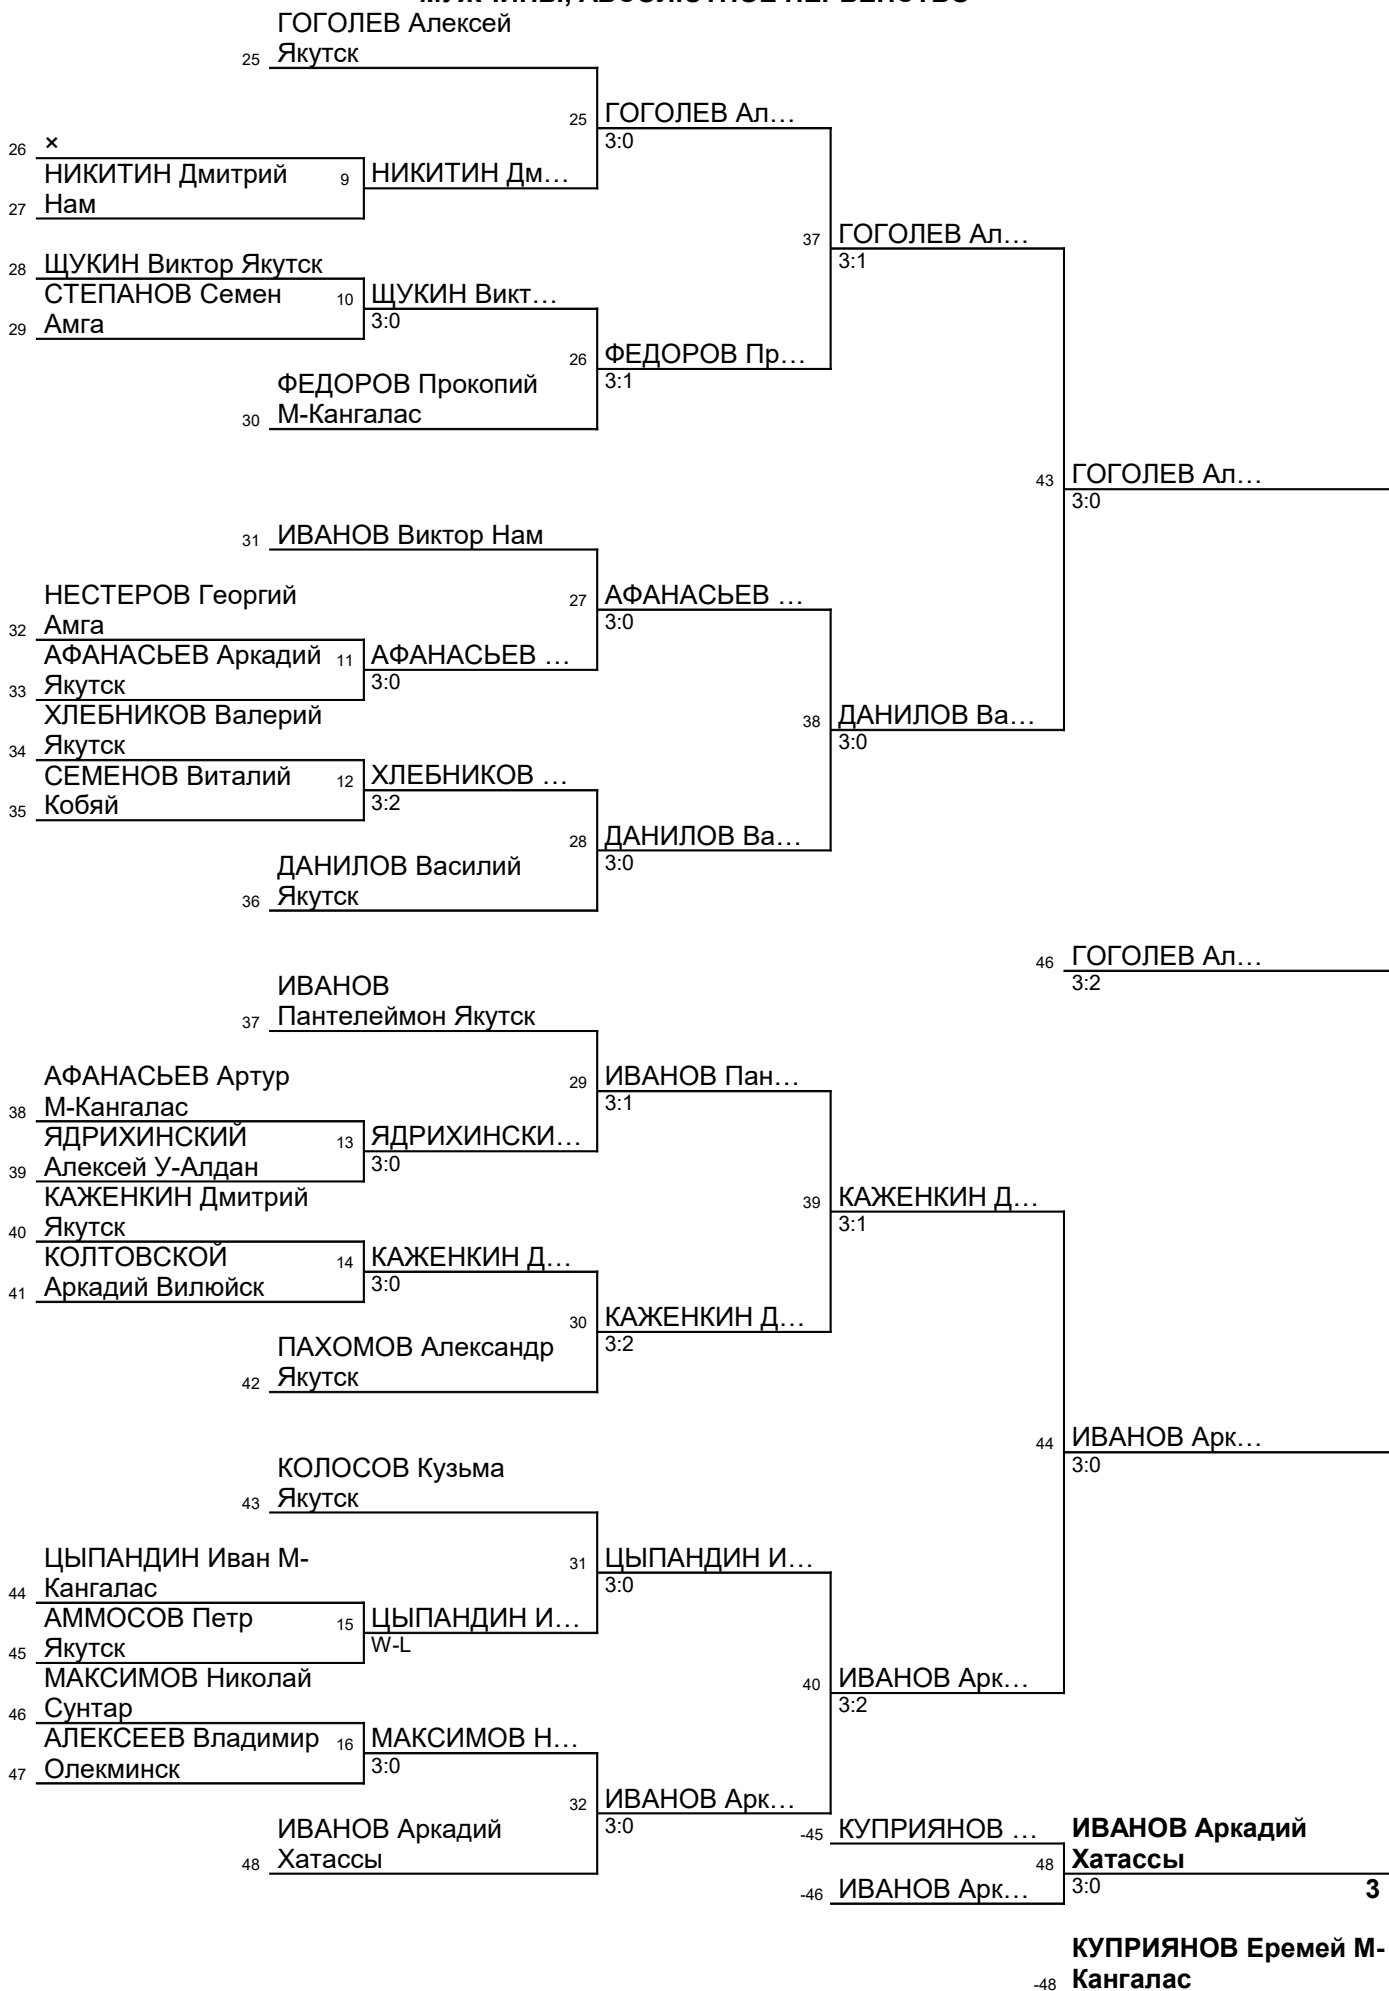 МУЖЧИНЫ, АБСОЛЮТНОЕ ПЕРВЕНСТВО
ГОГОЛЕВ Алексей
25 Якутск
25 ГОГОЛЕВ Ал…
3:0
26 ×
НИКИТИН Дмитрий
9 НИКИТИН Дм…
27 Нам
37 ГОГОЛЕВ Ал…
3:1
28 ЩУКИН Виктор Якутск
СТЕПАНОВ Семен
10 ЩУКИН Викт…
3:0
29 Амга
26 ФЕДОРОВ Пр…
3:1
ФЕДОРОВ Прокопий
30 М-Кангалас
43 ГОГОЛЕВ Ал…
3:0
31 ИВАНОВ Виктор Нам
НЕСТЕРОВ Георгий
32 Амга
27 АФАНАСЬЕВ …
3:0
АФАНАСЬЕВ Аркадий
33 Якутск
11 АФАНАСЬЕВ …
3:0
ХЛЕБНИКОВ Валерий
34 Якутск
38 ДАНИЛОВ Ва…
3:0
СЕМЕНОВ Виталий
35 Кобяй
12 ХЛЕБНИКОВ …
3:2
28 ДАНИЛОВ Ва…
3:0
ДАНИЛОВ Василий
36 Якутск
46 ГОГОЛЕВ Ал…
3:2
ИВАНОВ
37 Пантелеймон Якутск
АФАНАСЬЕВ Артур
38 М-Кангалас
29 ИВАНОВ Пан…
3:1
ЯДРИХИНСКИЙ
39 Алексей У-Алдан
13 ЯДРИХИНСКИ…
3:0
КАЖЕНКИН Дмитрий
40 Якутск
39 КАЖЕНКИН Д…
3:1
КОЛТОВСКОЙ
41 Аркадий Вилюйск
14 КАЖЕНКИН Д…
3:0
30 КАЖЕНКИН Д…
3:2
ПАХОМОВ Александр
42 Якутск
44 ИВАНОВ Арк…
3:0
КОЛОСОВ Кузьма
43 Якутск
ЦЫПАНДИН Иван М-
44 Кангалас
31 ЦЫПАНДИН И…
3:0
АММОСОВ Петр
45 Якутск
15 ЦЫПАНДИН И…
W-L
МАКСИМОВ Николай
46 Сунтар
40 ИВАНОВ Арк…
3:2
АЛЕКСЕЕВ Владимир
47 Олекминск
16 МАКСИМОВ Н…
3:0
32 ИВАНОВ Арк…
3:0
ИВАНОВ Аркадий
48 Хатассы
-45 КУПРИЯНОВ …
-46 ИВАНОВ Арк…
ИВАНОВ Аркадий
48 Хатассы
3:0 3
КУПРИЯНОВ Еремей М-
-48 Кангалас